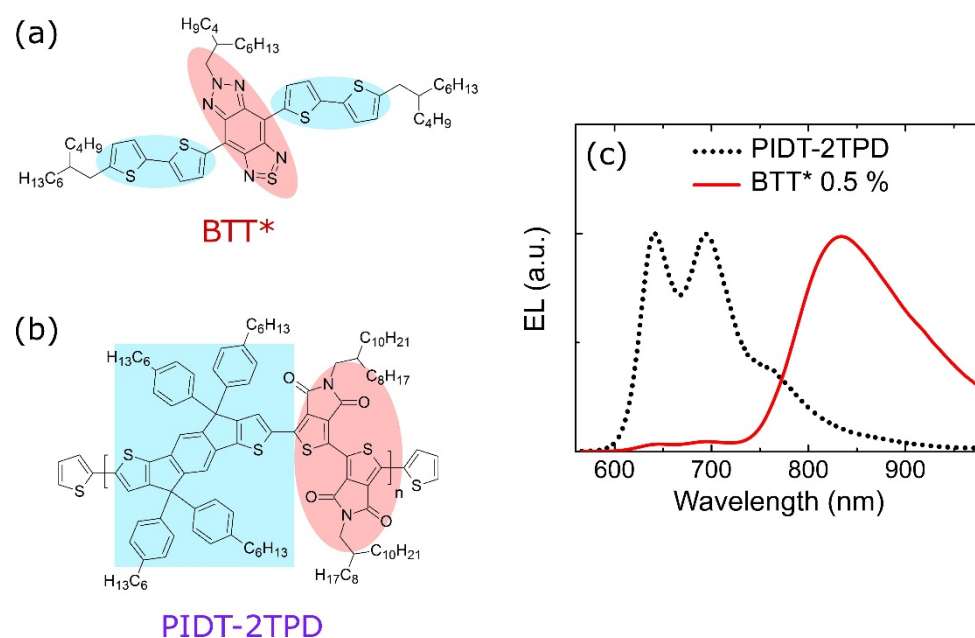 (a)
H₉C₄
C₆H₁₃
N
N
N
S
S
C₆H₁₃
C₄H₉
C₄H₉
H₁₃C₆
S
S
N
N
S
BTT*
(b)
C₆H₁₃
H₁₃C₆
C₁₀H₂₁
C₈H₁₇
O
N
O
S
S
S
S
S
S
n
O
N
O
C₆H₁₃
H₁₃C₆
C₁₀H₂₁
H₁₇C₈
PIDT-2TPD
(c)
PIDT-2TPD
BTT* 0.5 %
EL (a.u.)
600 700 800 900
Wavelength (nm)